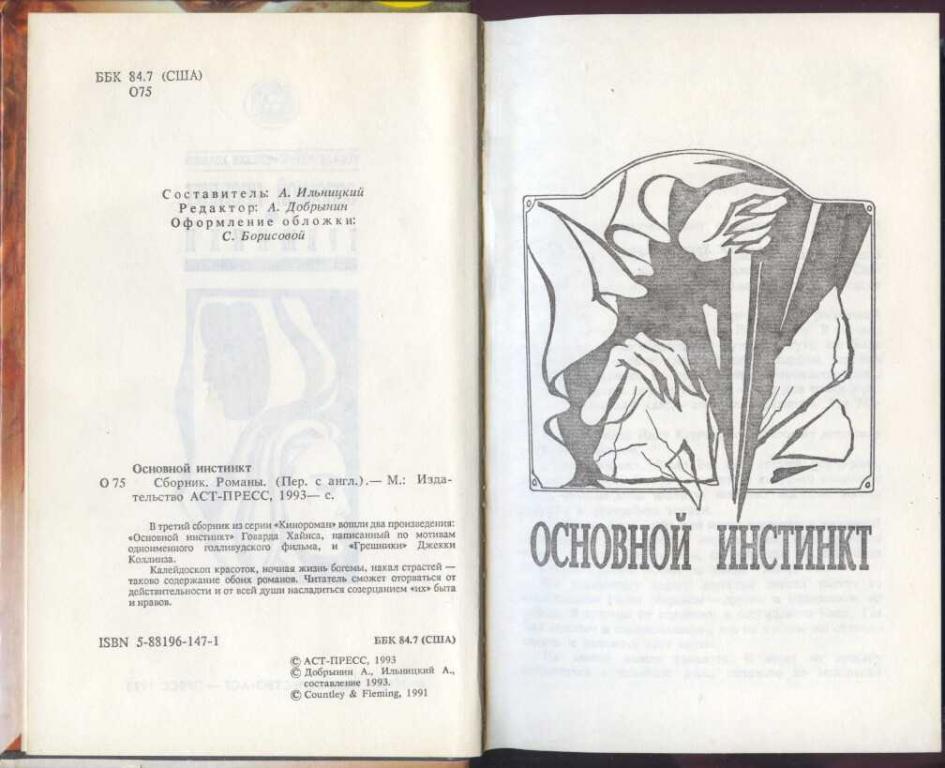 ББК 84.7 (США)
О75
Составитель: А. Ильницкий
Редактор: А. Добрынин
Оформление обложки:
С. Борисовой
Основной инстинкт
О 75 Сборник. Романы. (Пер. с англ.).— М.: Изда-
тельство АСТ-ПРЕСС, 1993— с.
В третий сборник из серии «Кинороман» вошли два произведения:
«Основной инстинкт» Говарда Хайнса, написанный по мотивам
одноименного голливудского фильма, и «Грешники» Джекки
Коллинза.
Калейдоскоп красоток, ночная жизнь богемы, накал страстей —
таково содержание обоих романов. Читатель сможет оторваться от
действительности и от всей души насладиться созерцанием «их» быта
и нравов.
ISBN 5-88196-147-1 ББК 84.7 (США)
© АСТ-ПРЕСС, 1993
© Добрынин А., Ильницкий А.,
составление 1993.
© Countley & Fleming, 1991
ОСНОВНОЙ ИНСТИНКТ